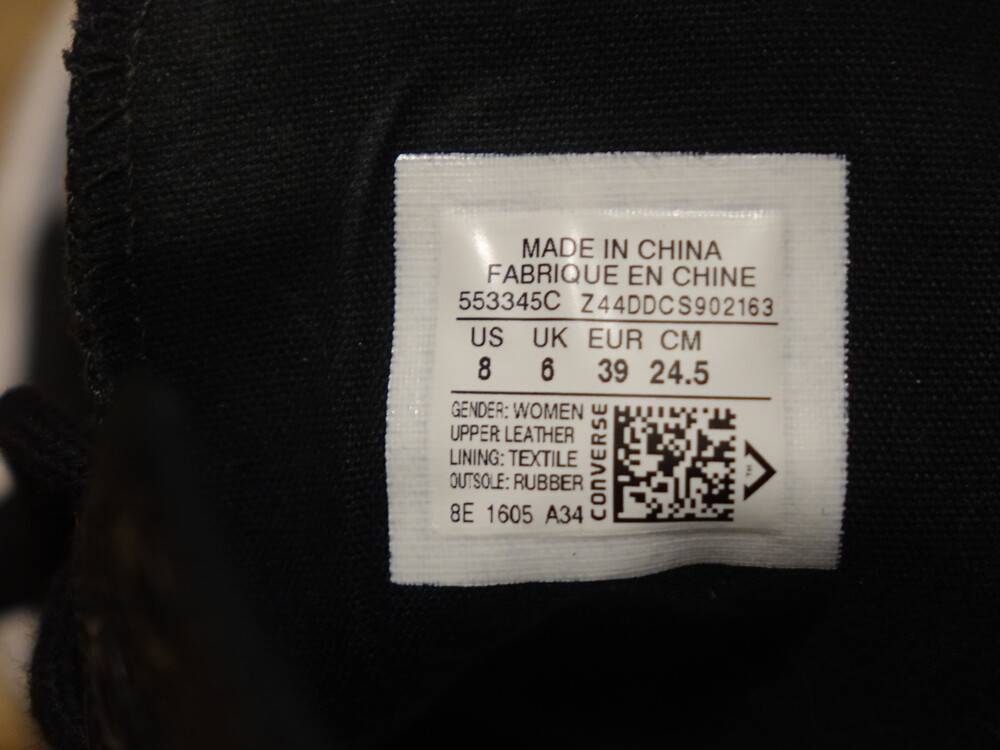 MADE IN CHINA
FABRIQUE EN CHINE
553345C Z44DDCS902163
US UK EUR CM
8 6 39 24.5
GENDER: WOMEN
UPPER LEATHER
LINING: TEXTILE
OUTSOLE: RUBBER
8E 1605 A34
CONVERSE
TM